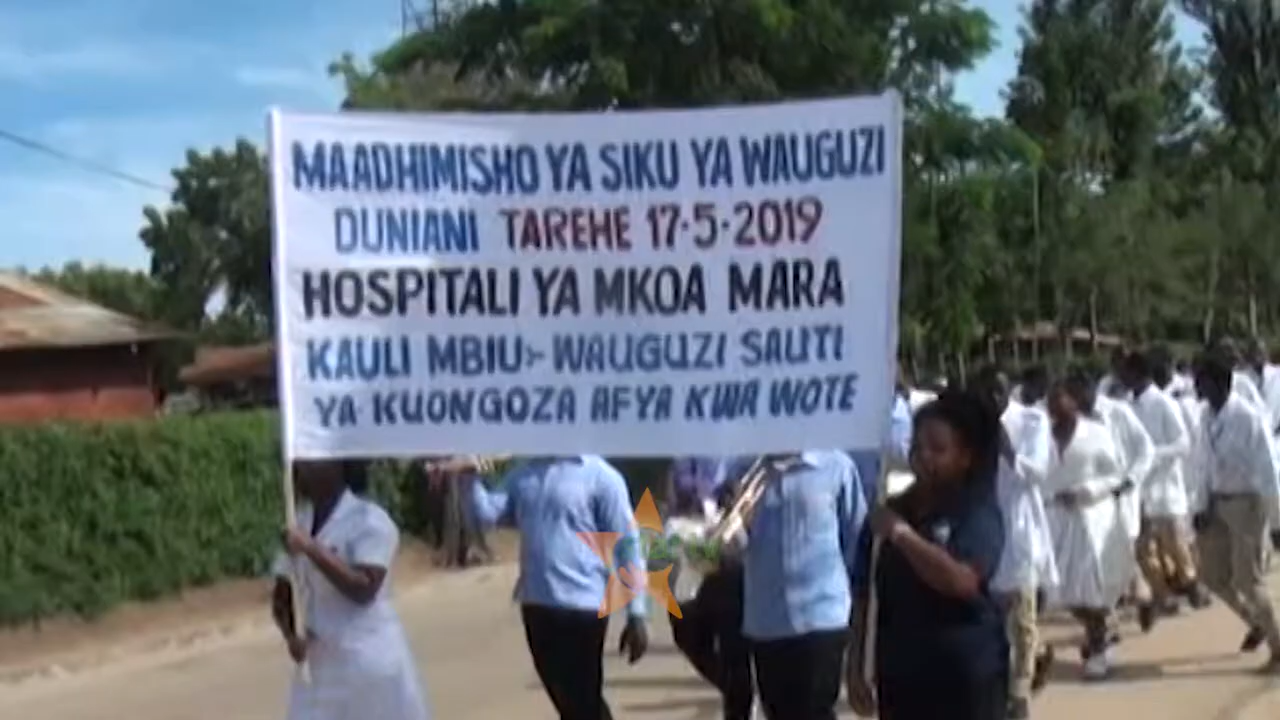 MAADHIMISHO YA SIKU YA WAUGUZI
DUNIANI TAREHE 17·5·2019
HOSPITALI YA MKOA MARA
KAULI MBIU:- WAUGUZI SAUTI
YA KUONGOZA AFYA KWA WOTE